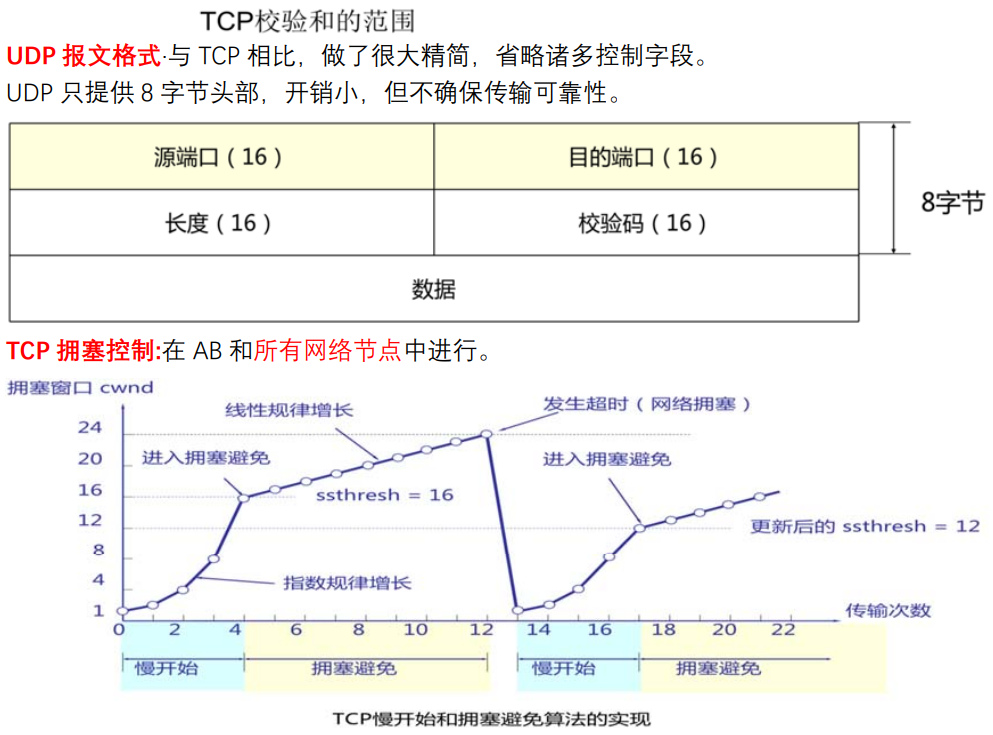 TCP校验和的范围
UDP 报文格式·与 TCP 相比，做了很大精简，省略诸多控制字段。
UDP 只提供 8 字节头部，开销小，但不确保传输可靠性。
源端口（16） 目的端口（16）
8字节
长度（16） 校验码（16）
数据
TCP 拥塞控制:在 AB 和所有网络节点中进行。
拥塞窗口 cwnd
发生超时（网络拥塞）
线性规律增长
24
20
进入拥塞避免 进入拥塞避免
16
ssthresh = 16
12
更新后的 ssthresh = 12
8
4
指数规律增长
1
传输次数
0 2 4 6 8 10 12 14 16 18 20 22
慢开始 拥塞避免 慢开始 拥塞避免
TCP慢开始和拥塞避免算法的实现